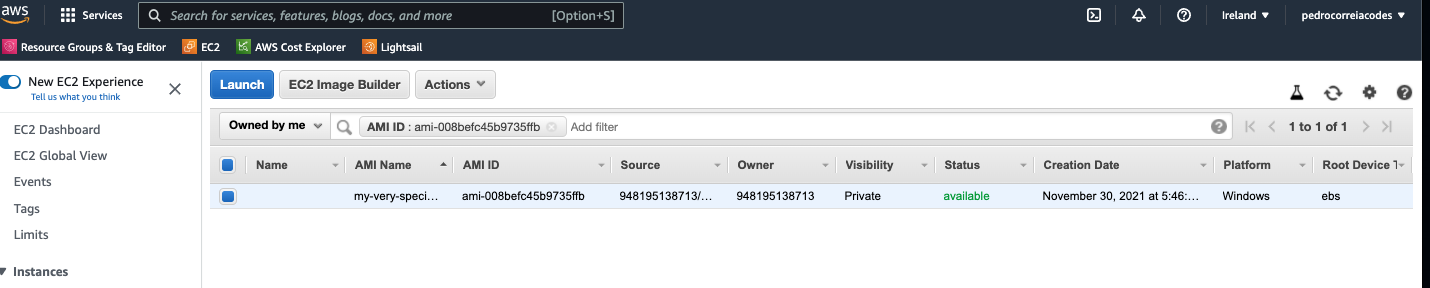 aws Services Search for services, features, blogs, docs, and more [Option+S] Ireland ▼ pedrocorreiacodes ▼
Resource Groups & Tag Editor EC2 AWS Cost Explorer Lightsail
New EC2 Experience
Tell us what you think
EC2 Dashboard
EC2 Global View
Events
Tags
Limits
Instances
Launch EC2 Image Builder Actions
Owned by me AMI ID : ami-008befc45b9735ffb Add filter 1 to 1 of 1
Name AMI Name AMI ID Source Owner Visibility Status Creation Date Platform Root Device T
my-very-speci... ami-008befc45b9735ffb 948195138713/... 948195138713 Private available November 30, 2021 at 5:46:... Windows ebs